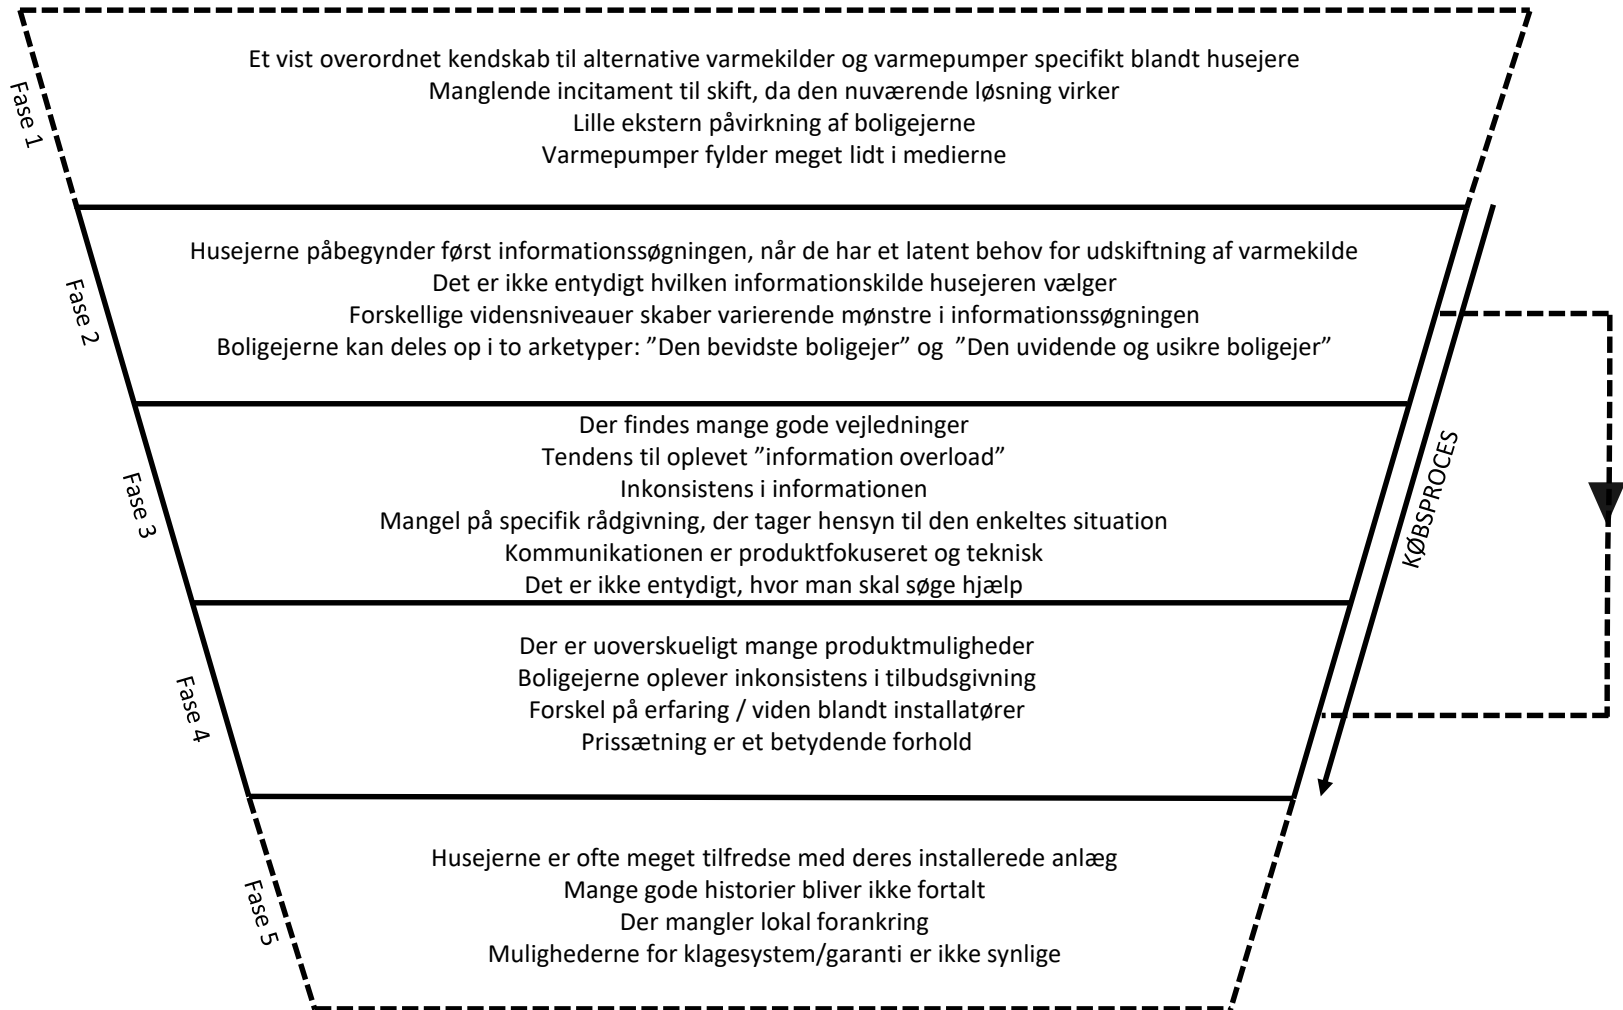 Fase 1
Et vist overordnet kendskab til alternative varmekilder og varmepumper specifikt blandt husejere
Manglende incitament til skift, da den nuværende løsning virker
Lille ekstern påvirkning af boligejerne
Varmepumper fylder meget lidt i medierne
Fase 2
Husejerne påbegynder først informationssøgningen, når de har et latent behov for udskiftning af varmekilde
Det er ikke entydigt hvilken informationskilde husejeren vælger
Forskellige vidensniveauer skaber varierende mønstre i informationssøgningen
Boligejerne kan deles op i to arketyper: ”Den bevidste boligejer” og ”Den uvidende og usikre boligejer”
Fase 3
Der findes mange gode vejledninger
Tendens til oplevet ”information overload”
Inkonsistens i informationen
Mangel på specifik rådgivning, der tager hensyn til den enkeltes situation
Kommunikationen er produktfokuseret og teknisk
Det er ikke entydigt, hvor man skal søge hjælp
KØBSPROCES
Fase 4
Der er uoverskueligt mange produktmuligheder
Boligejerne oplever inkonsistens i tilbudsgivning
Forskel på erfaring / viden blandt installatører
Prissætning er et betydende forhold
Fase 5
Husejerne er ofte meget tilfredse med deres installerede anlæg
Mange gode historier bliver ikke fortalt
Der mangler lokal forankring
Mulighederne for klagesystem/garanti er ikke synlige